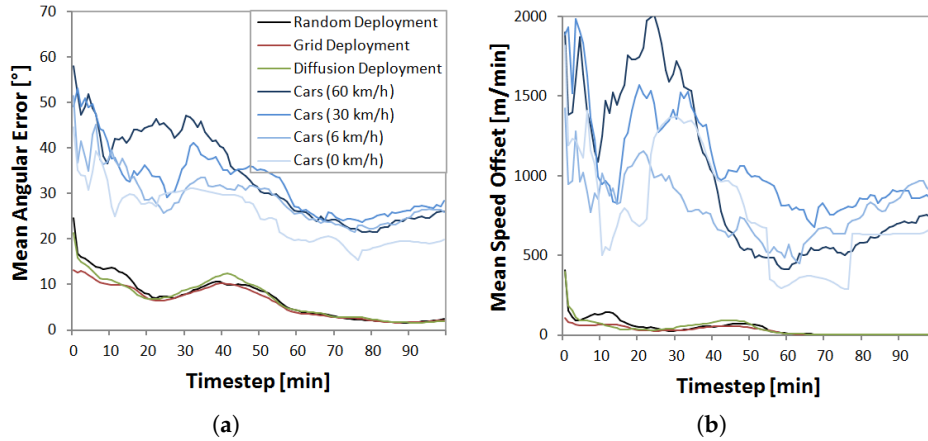 70
60
50
40
30
20
10
0
Mean Angular Error [°]
Random Deployment
Grid Deployment
Diffusion Deployment
Cars (60 km/h)
Cars (30 km/h)
Cars (6 km/h)
Cars (0 km/h)
0 10 20 30 40 50 60 70 80 90
Timestep [min]
(a)
2000
1500
1000
500
0
Mean Speed Offset [m/min]
0 10 20 30 40 50 60 70 80 90
Timestep [min]
(b)